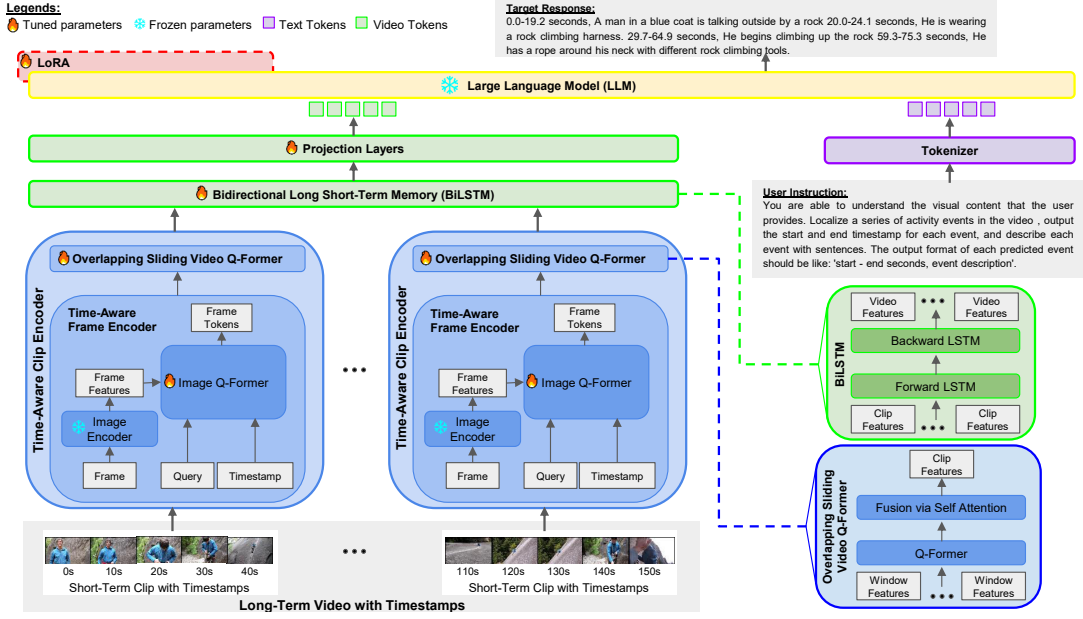 Legends:
Tuned parameters
Frozen parameters
Text Tokens
Video Tokens
Target Response:
0.0-19.2 seconds, A man in a blue coat is talking outside by a rock 20.0-24.1 seconds, He is wearing
a rock climbing harness. 29.7-64.9 seconds, He begins climbing up the rock 59.3-75.3 seconds, He
has a rope around his neck with different rock climbing tools.
LoRA
Large Language Model (LLM)
Projection Layers
Tokenizer
Bidirectional Long Short-Term Memory (BiLSTM)
User Instruction:
You are able to understand the visual content that the user
provides. Localize a series of activity events in the video , output
the start and end timestamp for each event, and describe each
event with sentences. The output format of each predicted event
should be like: 'start - end seconds, event description'.
Time-Aware Clip Encoder
Overlapping Sliding Video Q-Former
Time-Aware
Frame Encoder
Frame
Tokens
Frame
Features
Image Q-Former
Image
Encoder
Frame
Query
Timestamp
Time-Aware Clip Encoder
Overlapping Sliding Video Q-Former
Time-Aware
Frame Encoder
Frame
Tokens
Frame
Features
Image Q-Former
Image
Encoder
Frame
Query
Timestamp
BiLSTM
Video
Features
Video
Features
Backward LSTM
Forward LSTM
Clip
Features
Clip
Features
Overlapping Sliding
Video Q-Former
Clip
Features
Fusion via Self Attention
Q-Former
Window
Features
Window
Features
0s 10s 20s 30s 40s
Short-Term Clip with Timestamps
110s 120s 130s 140s 150s
Short-Term Clip with Timestamps
Long-Term Video with Timestamps